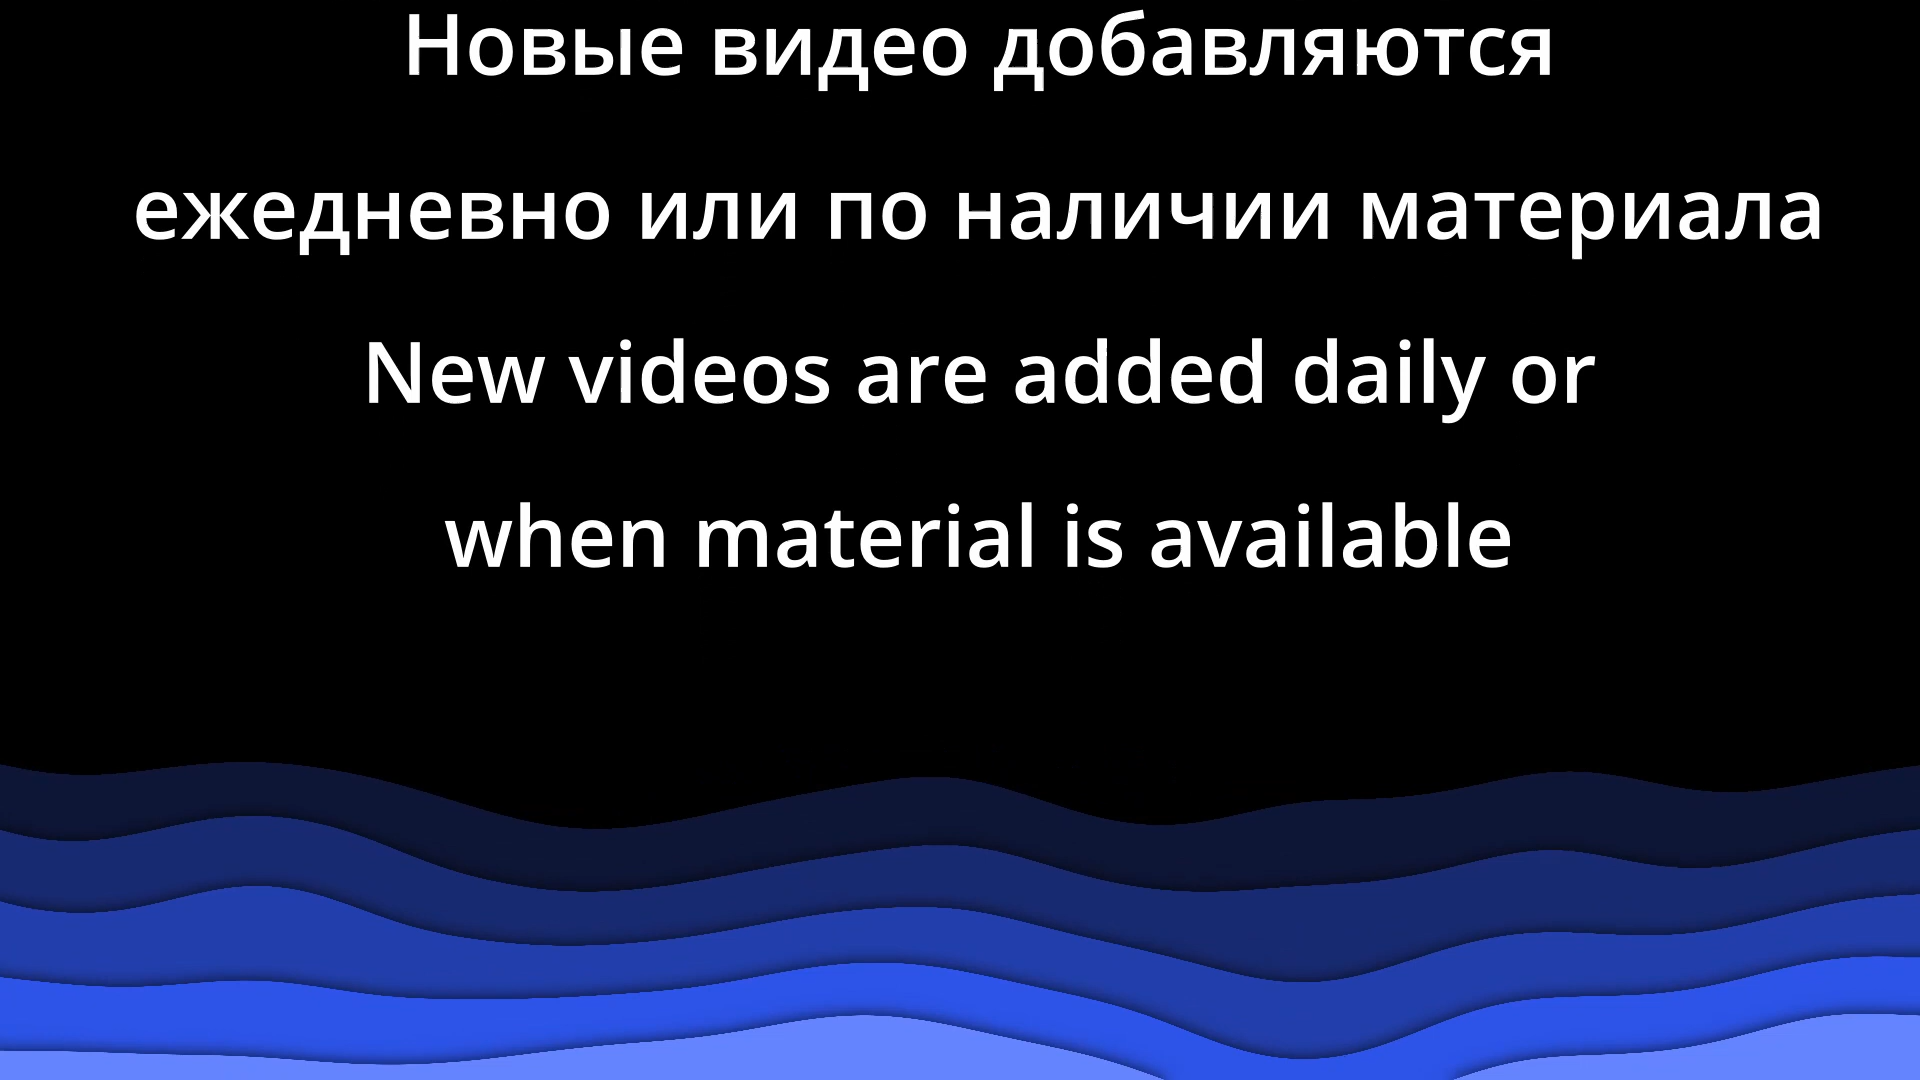 Новые видео добавляются
ежедневно или по наличии материала
New videos are added daily or
when material is available